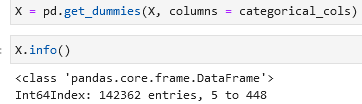 X = pd.get_dummies(X, columns = categorical_cols)
X.info()
<class 'pandas.core.frame.DataFrame'>
Int64Index: 142362 entries, 5 to 448